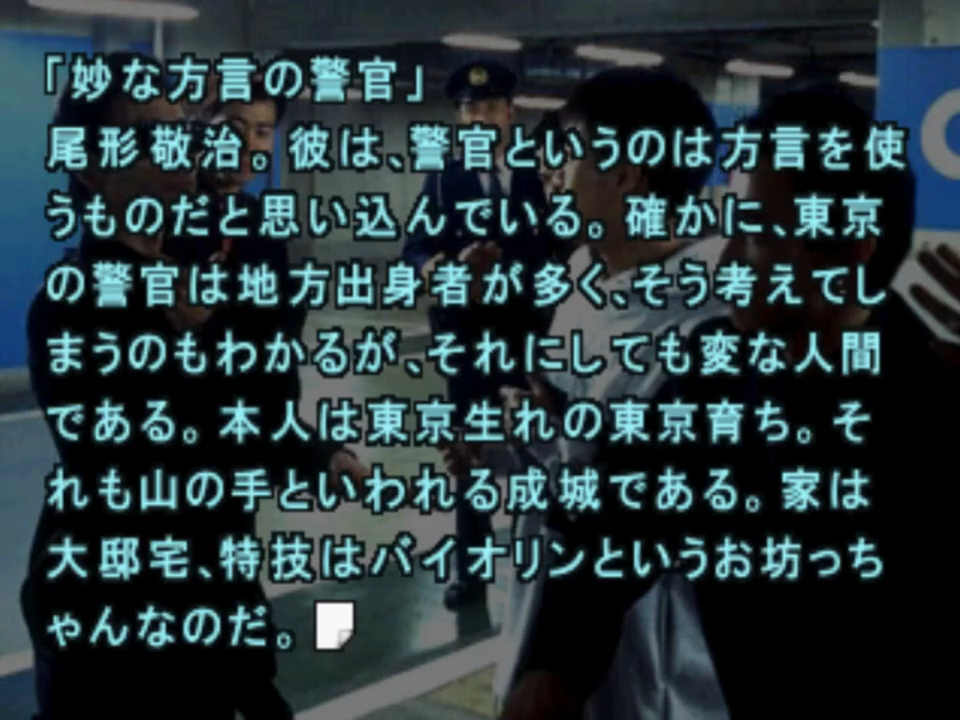 「妙な方言の警官」
尾形敬治。彼は、警官というのは方言を使
うものだと思い込んでいる。確かに、東京
の警官は地方出身者が多く、そう考えてし
まうのもわかるが、それにしても変な人間
である。本人は東京生れの東京育ち。そ
れも山の手といわれる成城である。家は
大邸宅、特技はバイオリンというお坊っち
ゃんなのだ。